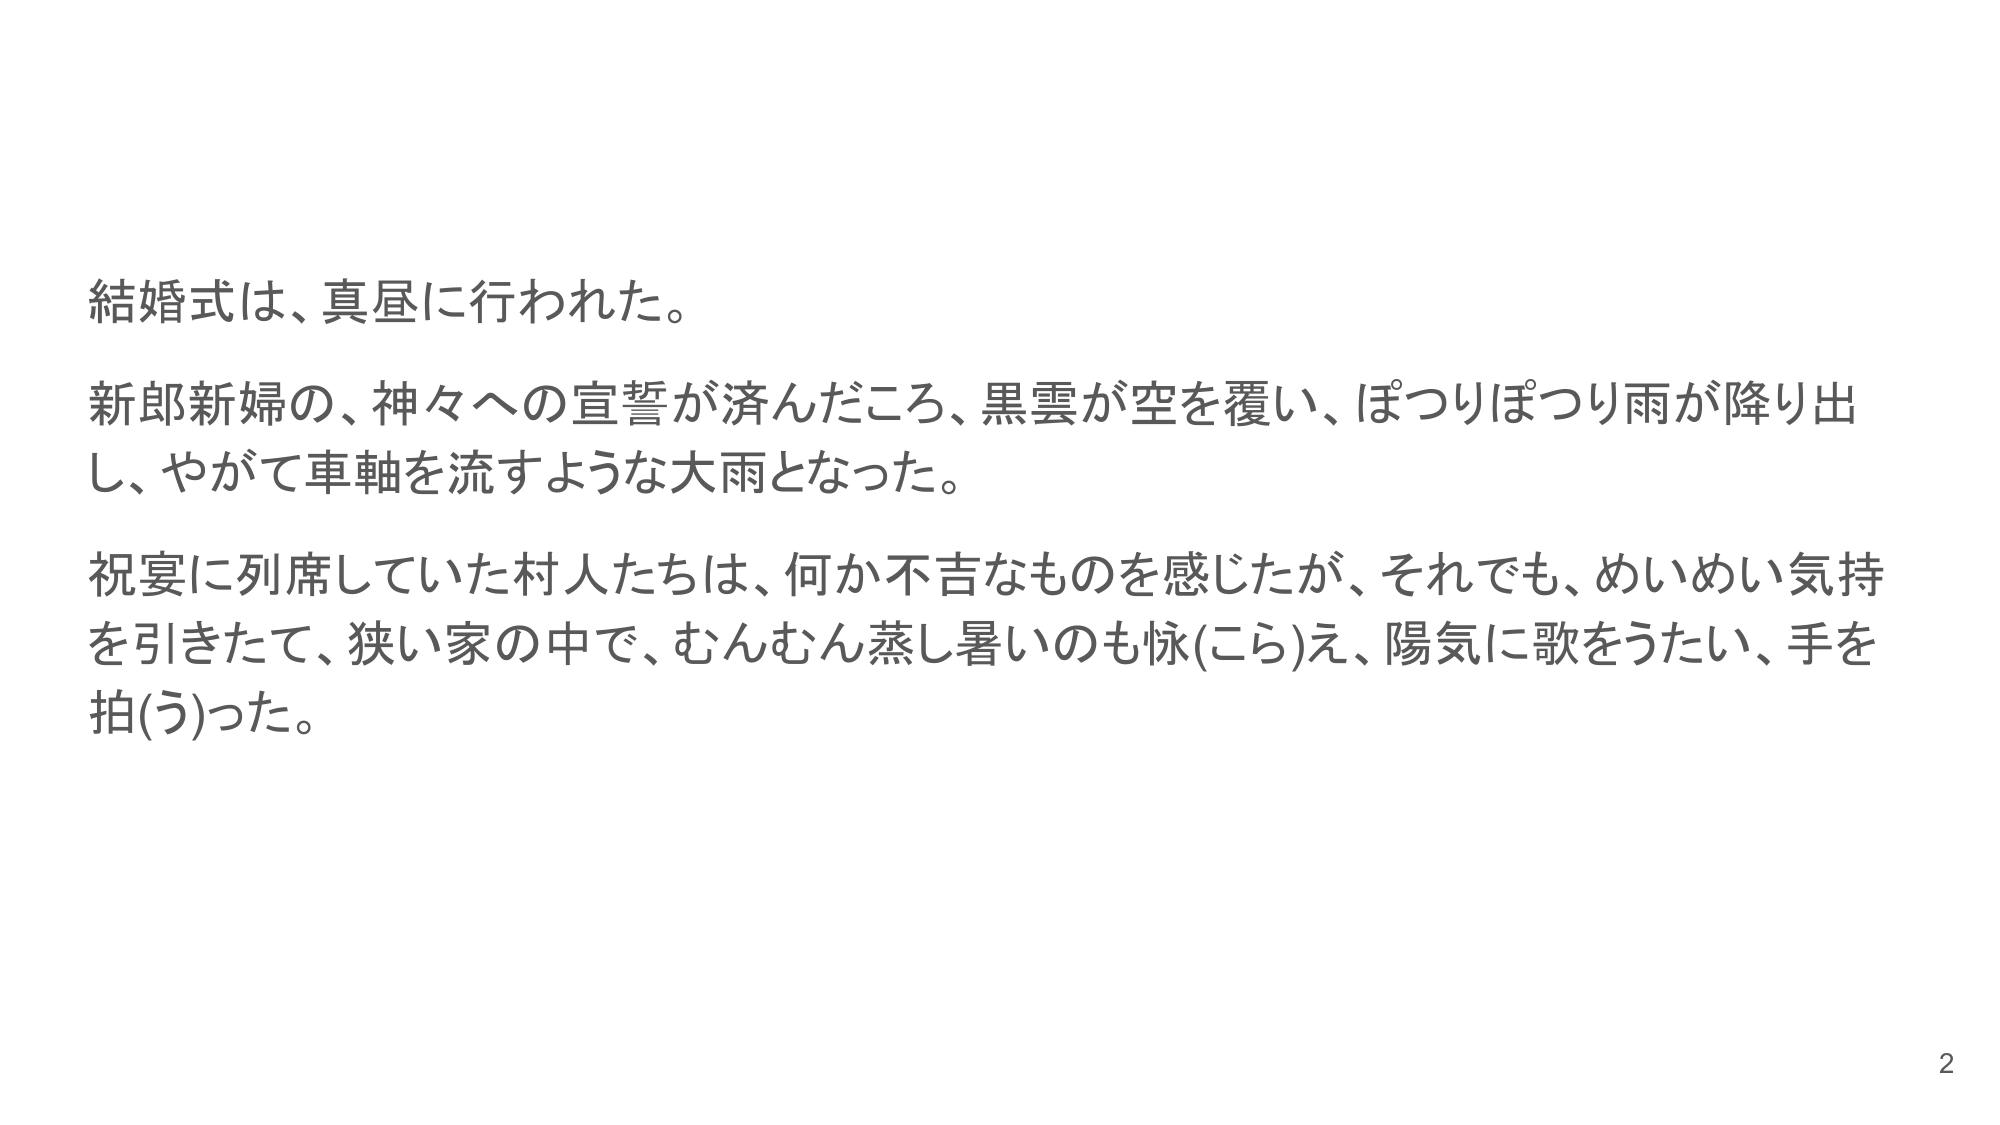 結婚式は、真昼に行われた。
新郎新婦の、神々への宣誓が済んだころ、黒雲が空を覆い、ぽつりぽつり雨が降り出
し、やがて車軸を流すような大雨となった。
祝宴に列席していた村人たちは、何か不吉なものを感じたが、それでも、めいめい気持
を引きたて、狭い家の中で、むんむん蒸し暑いのも怺(こら)え、陽気に歌をうたい、手を
拍(う)った。
2